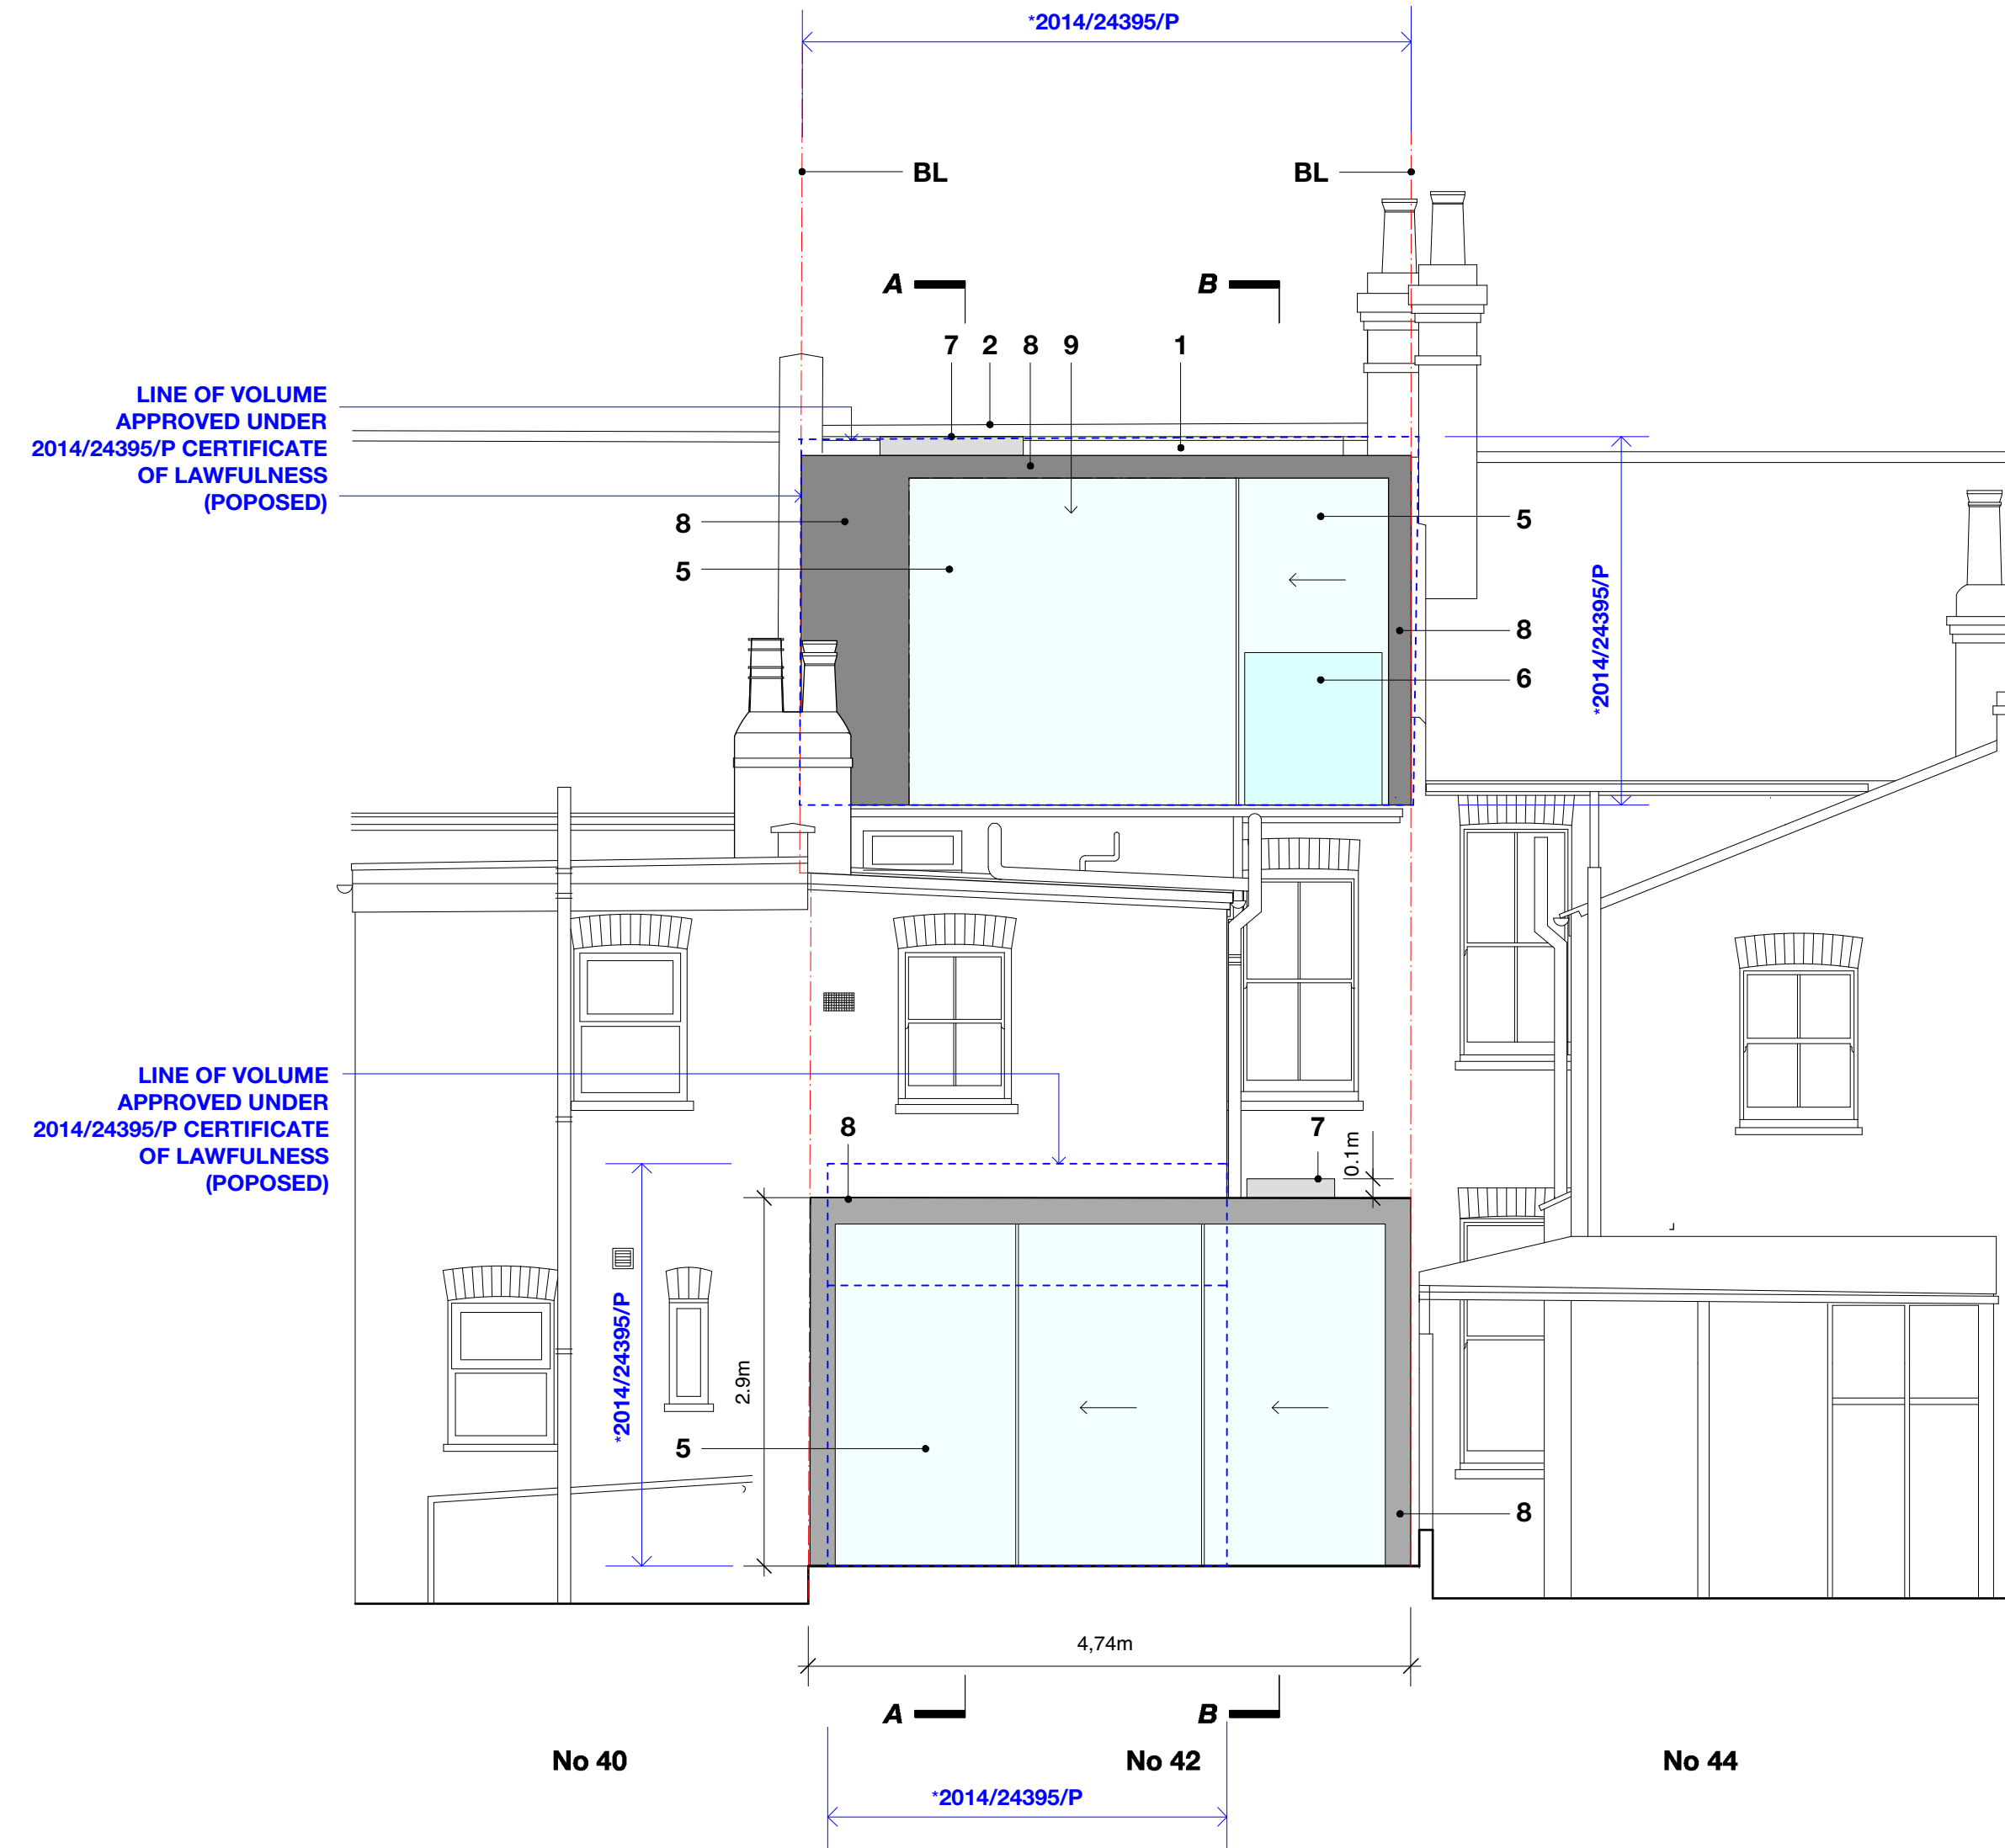 *2014/24395/P
BL
BL
A
B
7 2 8 9 1
LINE OF VOLUME
APPROVED UNDER
2014/24395/P CERTIFICATE
OF LAWFULNESS
(POPOSED)
8
5
5
8
6
*2014/24395/P
LINE OF VOLUME
APPROVED UNDER
2014/24395/P CERTIFICATE
OF LAWFULNESS
(POPOSED)
8
7
0.1m
*2014/24395/P
2.9m
5
8
4,74m
A
B
No 40
No 42
No 44
*2014/24395/P